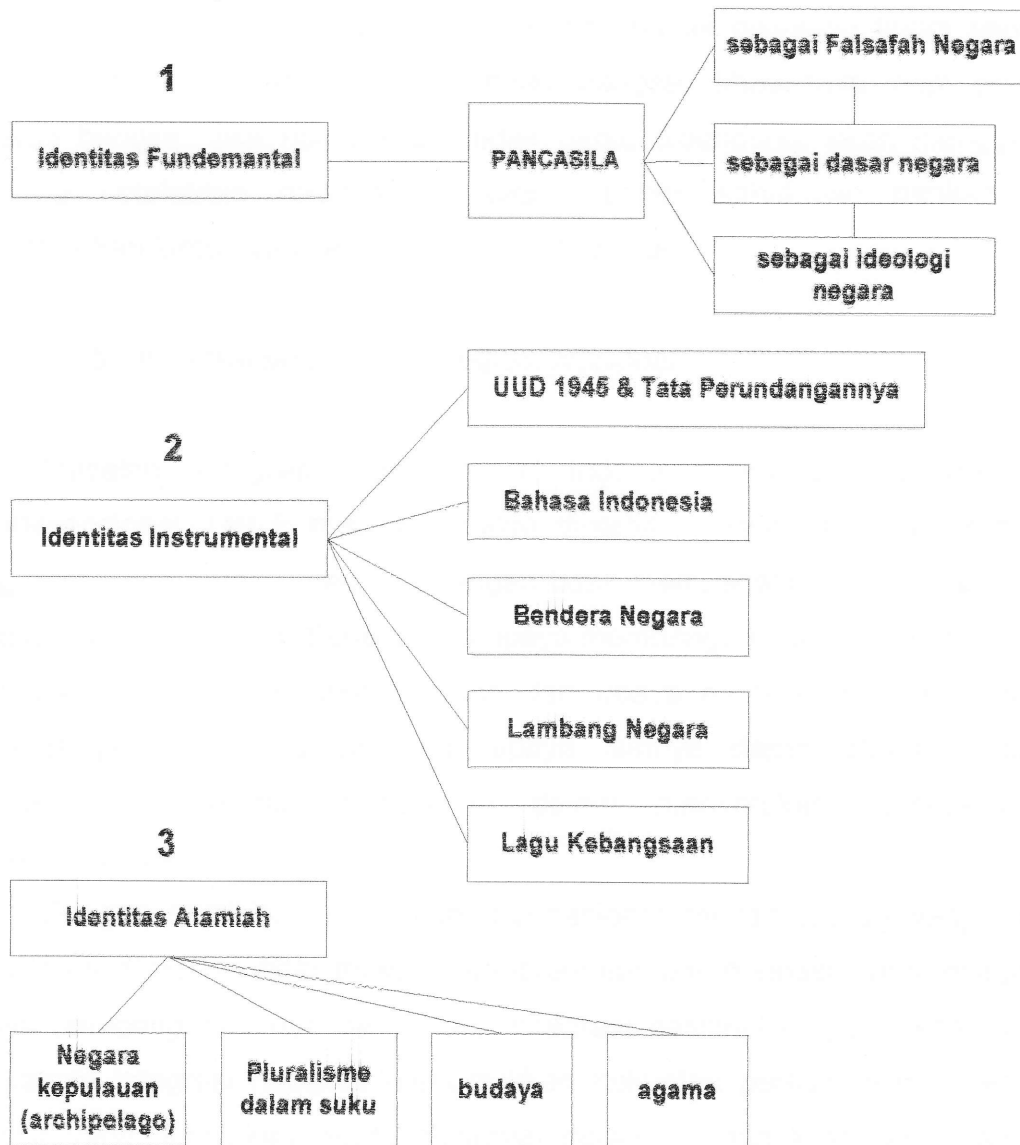 1
Identitas Fundemantal
PANCASILA
sebagai Falsafah Negara
sebagai dasar negara
sebagai ideologi
negara
2
Identitas Instrumental
UUD 1945 & Tata Perundangannya
Bahasa Indonesia
Bendera Negara
Lambang Negara
Lagu Kebangsaan
3
Identitas Alamiah
Negara
kepulauan
(archipelago)
Pluralisme
dalam suku
budaya
agama